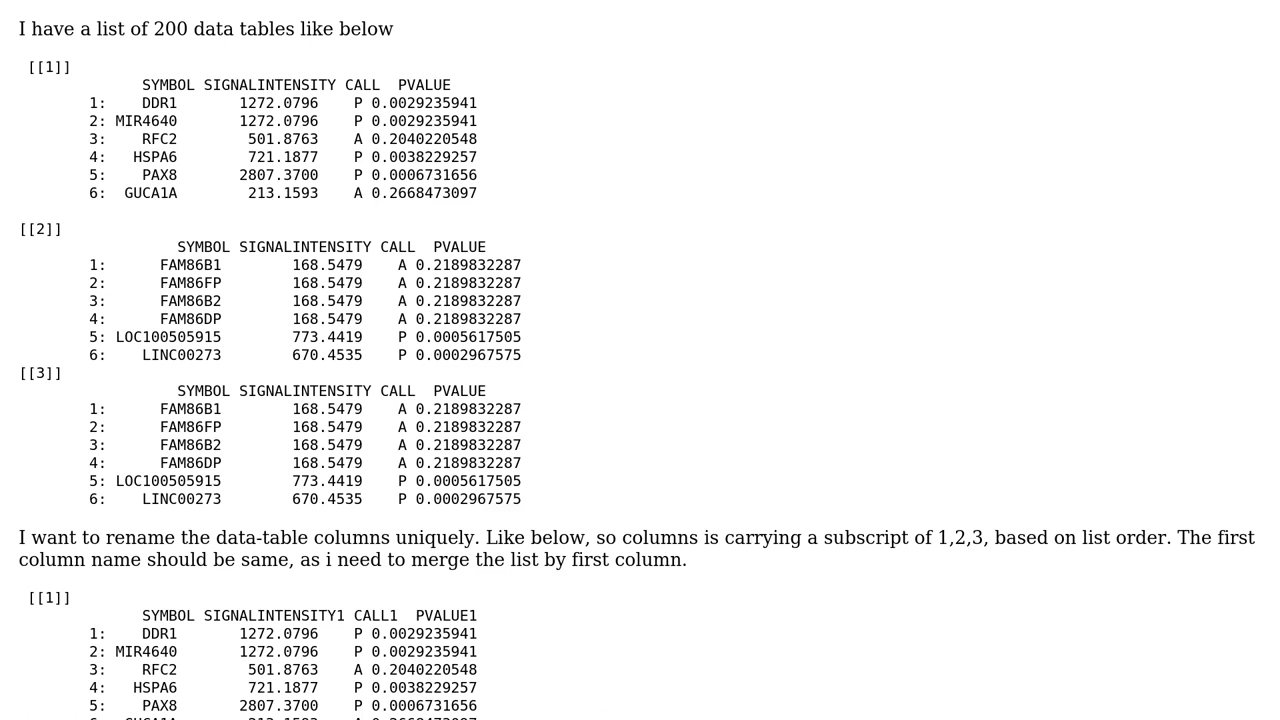 I have a list of 200 data tables like below
[[1]]
SYMBOL SIGNALINTENSITY CALL PVALUE
1: DDR1 1272.0796 P 0.0029235941
2: MIR4640 1272.0796 P 0.0029235941
3: RFC2 501.8763 A 0.2040220548
4: HSPA6 721.1877 P 0.0038229257
5: PAX8 2807.3700 P 0.0006731656
6: GUCA1A 213.1593 A 0.2668473097
[[2]]
SYMBOL SIGNALINTENSITY CALL PVALUE
1: FAM86B1 168.5479 A 0.2189832287
2: FAM86FP 168.5479 A 0.2189832287
3: FAM86B2 168.5479 A 0.2189832287
4: FAM86DP 168.5479 A 0.2189832287
5: LOC100505915 773.4419 P 0.0005617505
6: LINC00273 670.4535 P 0.0002967575
[[3]]
SYMBOL SIGNALINTENSITY CALL PVALUE
1: FAM86B1 168.5479 A 0.2189832287
2: FAM86FP 168.5479 A 0.2189832287
3: FAM86B2 168.5479 A 0.2189832287
4: FAM86DP 168.5479 A 0.2189832287
5: LOC100505915 773.4419 P 0.0005617505
6: LINC00273 670.4535 P 0.0002967575
I want to rename the data-table columns uniquely. Like below, so columns is carrying a subscript of 1,2,3, based on list order. The first
column name should be same, as i need to merge the list by first column.
[[1]]
SYMBOL SIGNALINTENSITY1 CALL1 PVALUE1
1: DDR1 1272.0796 P 0.0029235941
2: MIR4640 1272.0796 P 0.0029235941
3: RFC2 501.8763 A 0.2040220548
4: HSPA6 721.1877 P 0.0038229257
5: PAX8 2807.3700 P 0.0006731656